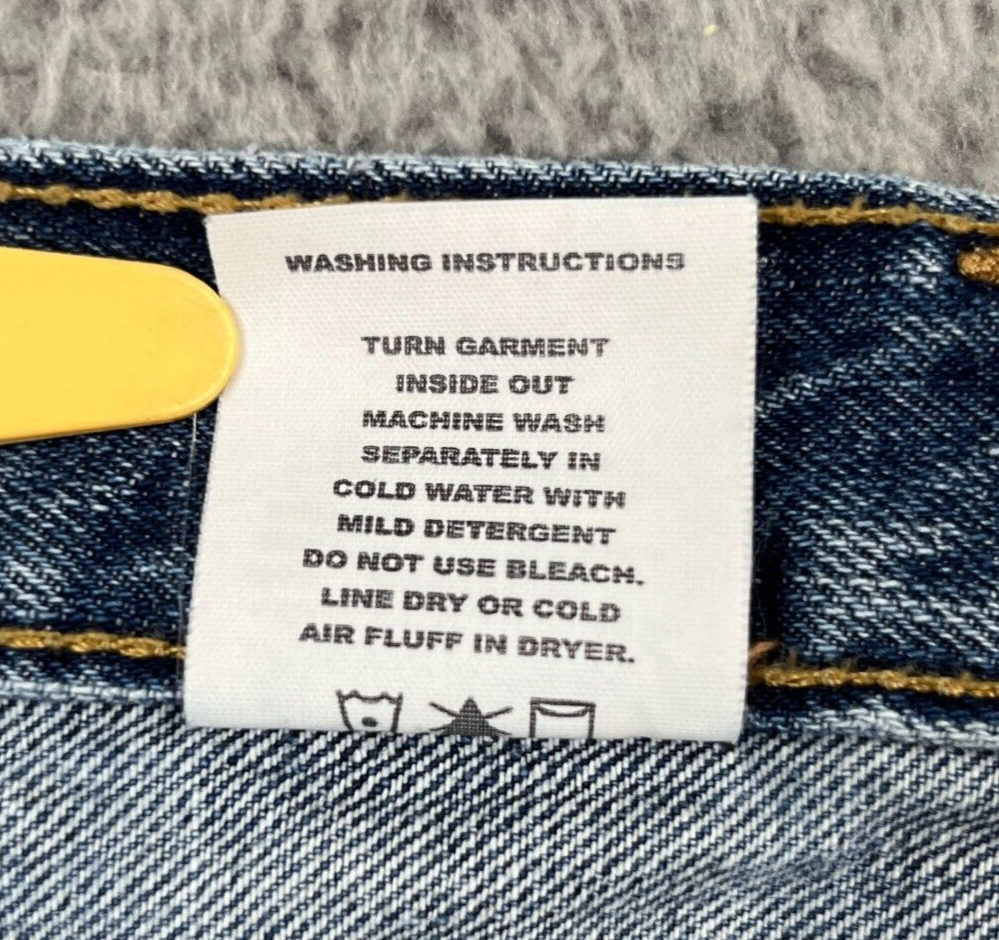 WASHING INSTRUCTIONS
TURN GARMENT
INSIDE OUT
MACHINE WASH
SEPARATELY IN
COLD WATER WITH
MILD DETERGENT
DO NOT USE BLEACH.
LINE DRY OR COLD
AIR FLUFF IN DRYER.